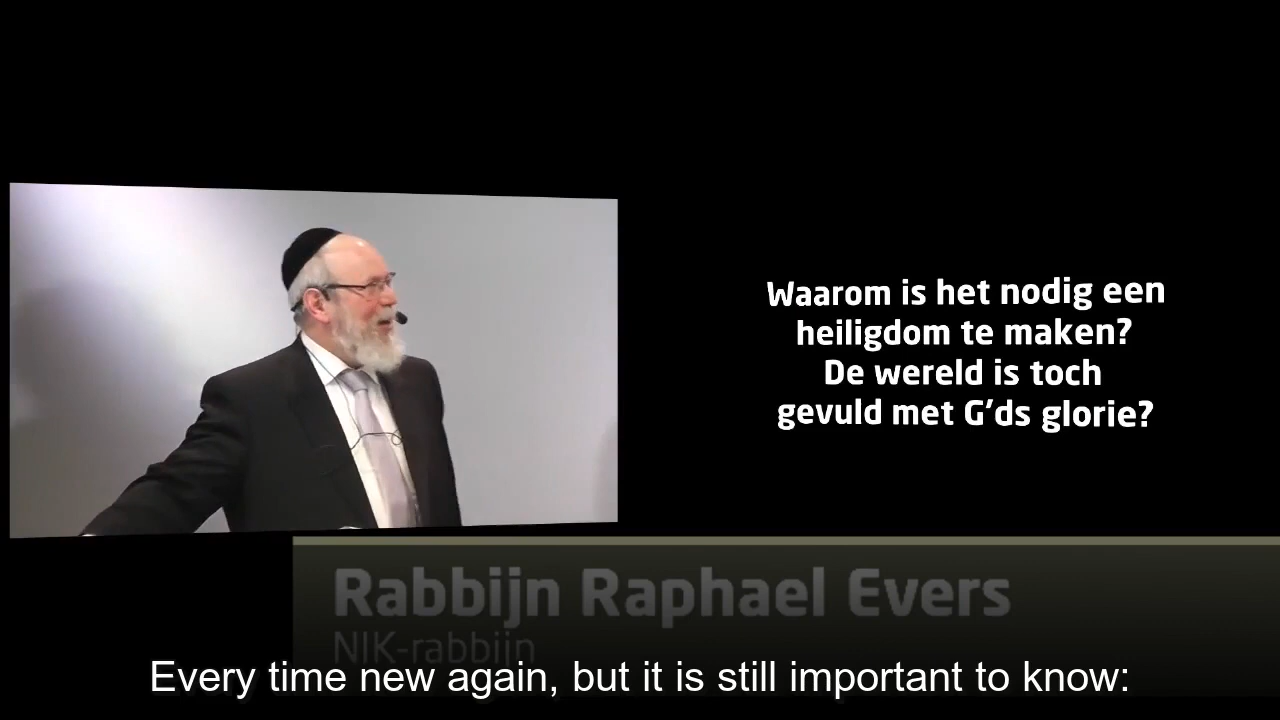 Waarom is het nodig een
heiligdom te maken?
De wereld is toch
gevuld met G'ds glorie?
Rabbijn Raphael Evers
NIK-rabbijn
Every time new again, but it is still important to know: